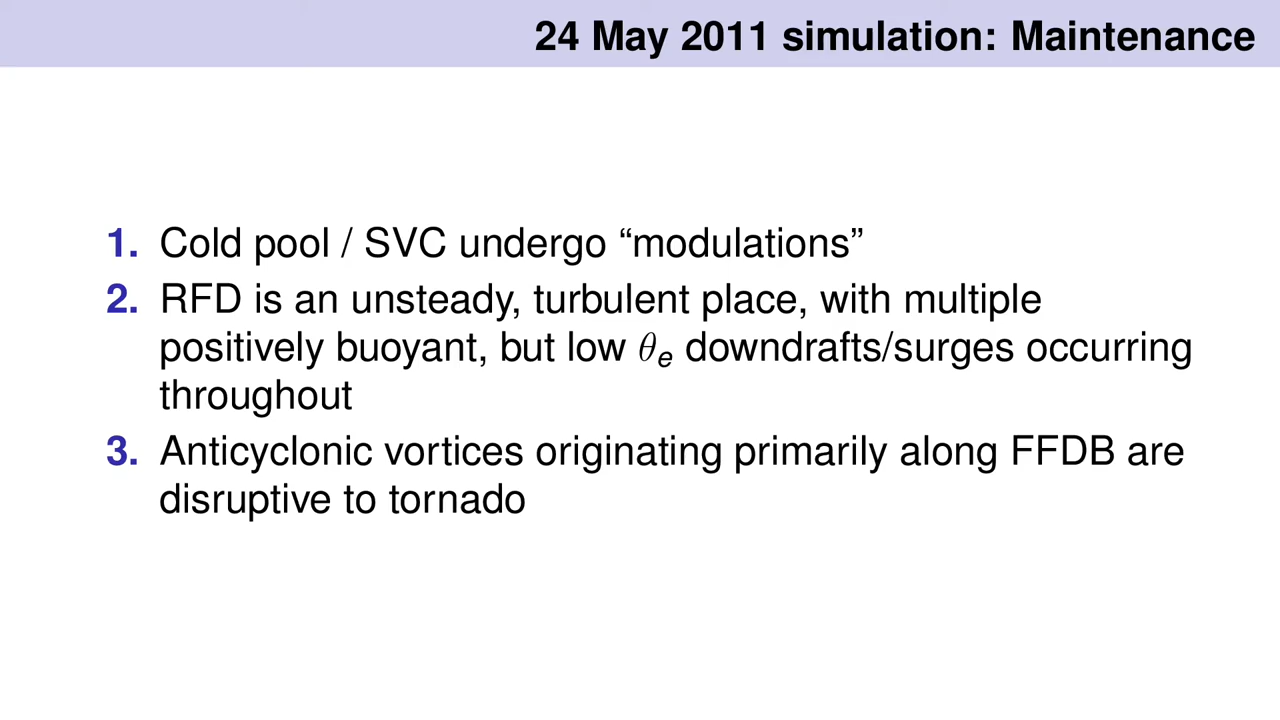 24 May 2011 simulation: Maintenance
1. Cold pool / SVC undergo “modulations”
2. RFD is an unsteady, turbulent place, with multiple
positively buoyant, but low θe downdrafts/surges occurring
throughout
3. Anticyclonic vortices originating primarily along FFDB are
disruptive to tornado